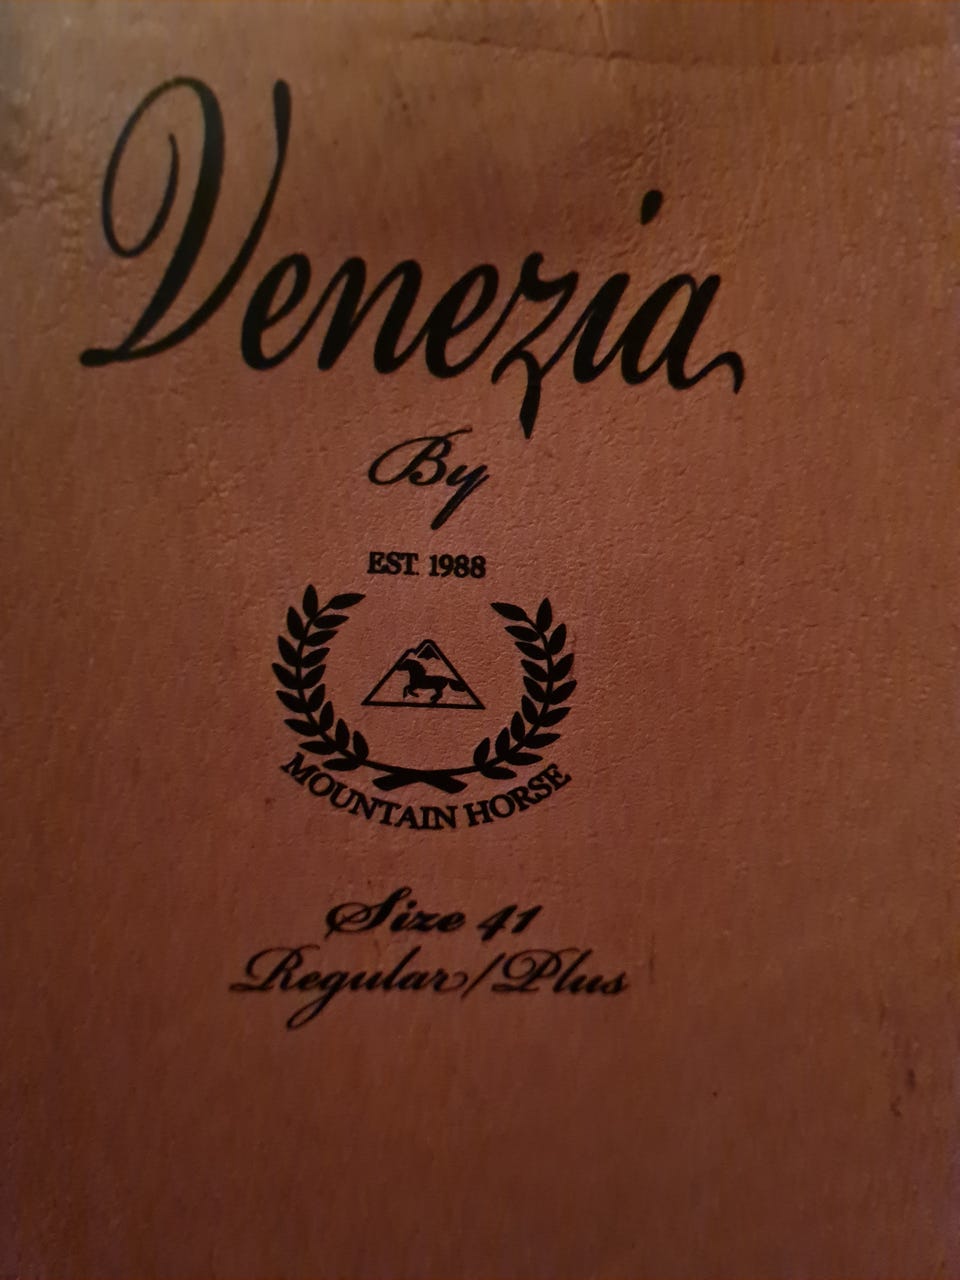 Venezia
By
EST. 1988
MOUNTAIN HORSE
Size 41
Regular/Plus